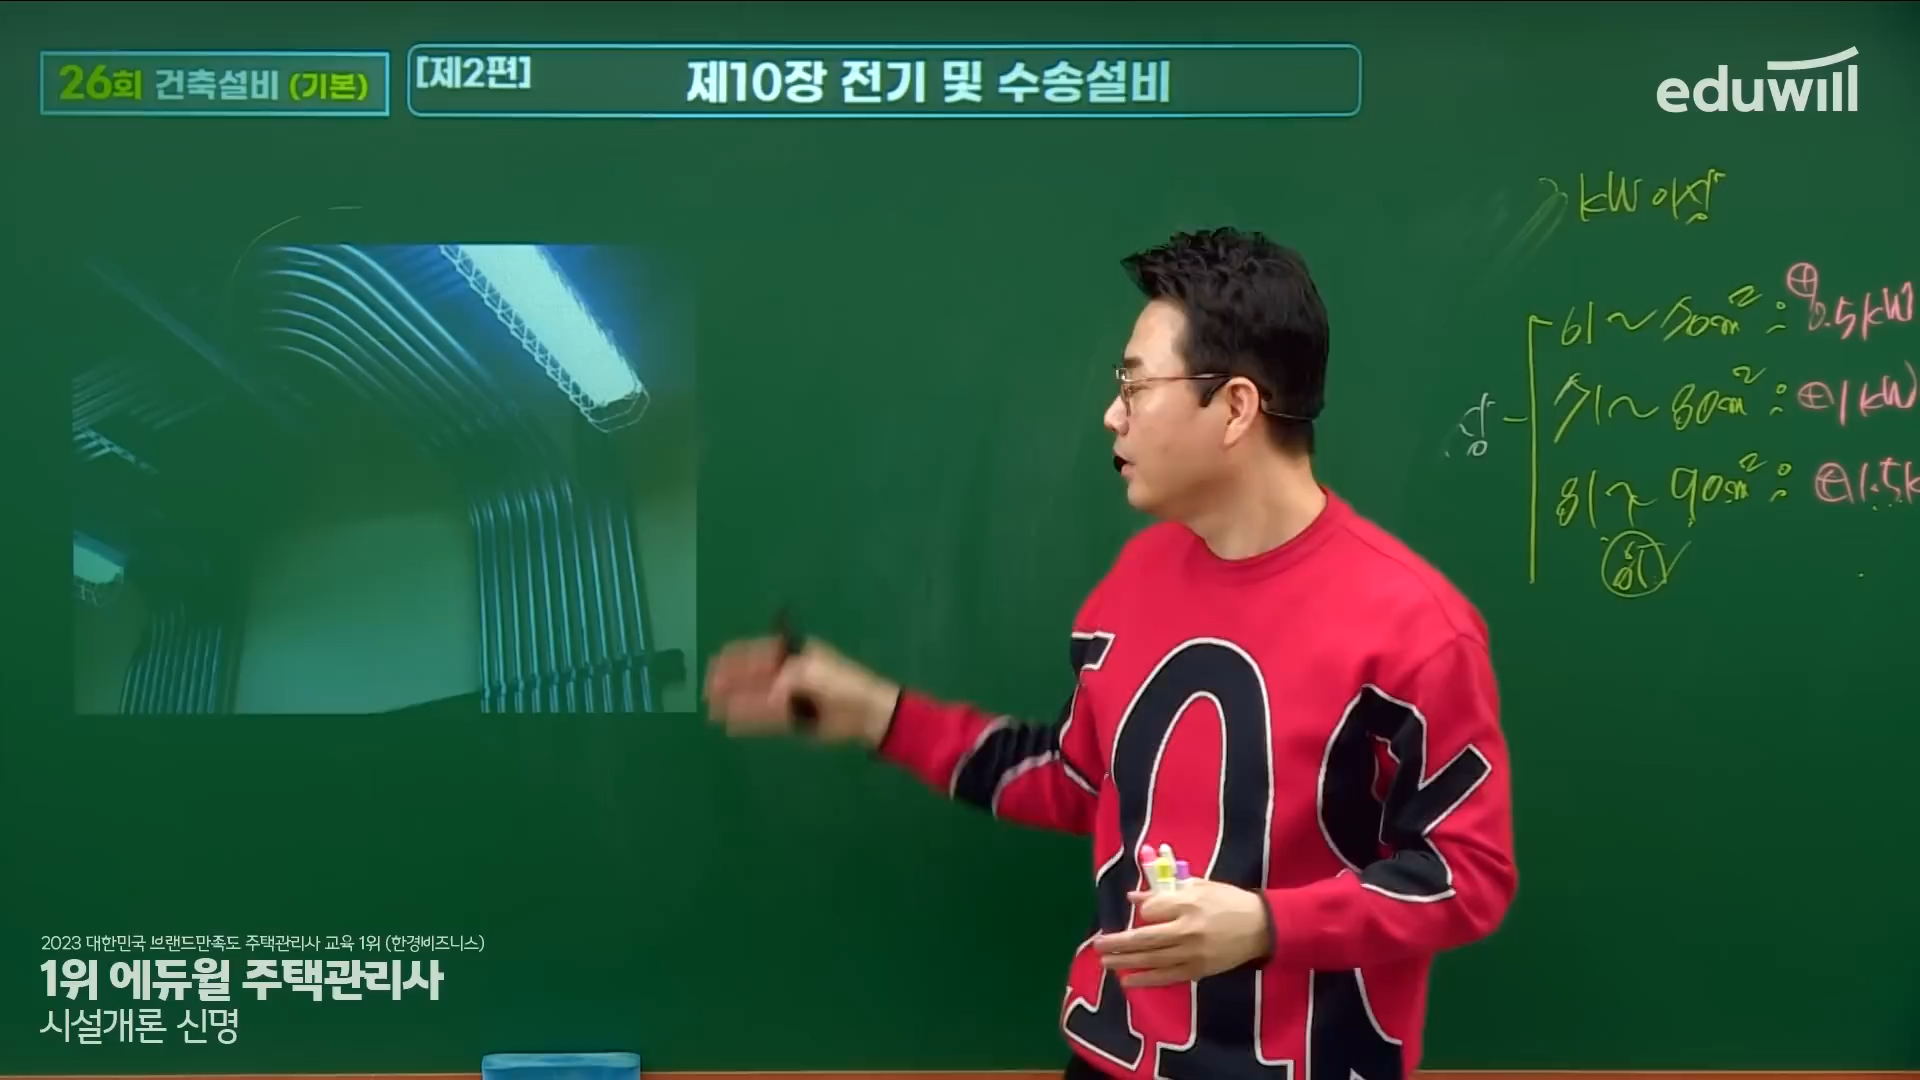 26회 건축설비 (기본)
[제2편]
제10장 전기 및 수송설비
eduwill
kW 이상
61~70㎡ : ⊕0.5kW
71~80㎡ : ⊕1kW
81~90㎡ : ⊕1.5k
2023 대한민국 브랜드만족도 주택관리사 교육 1위 (한경비즈니스)
1위 에듀윌 주택관리사
시설개론 신명